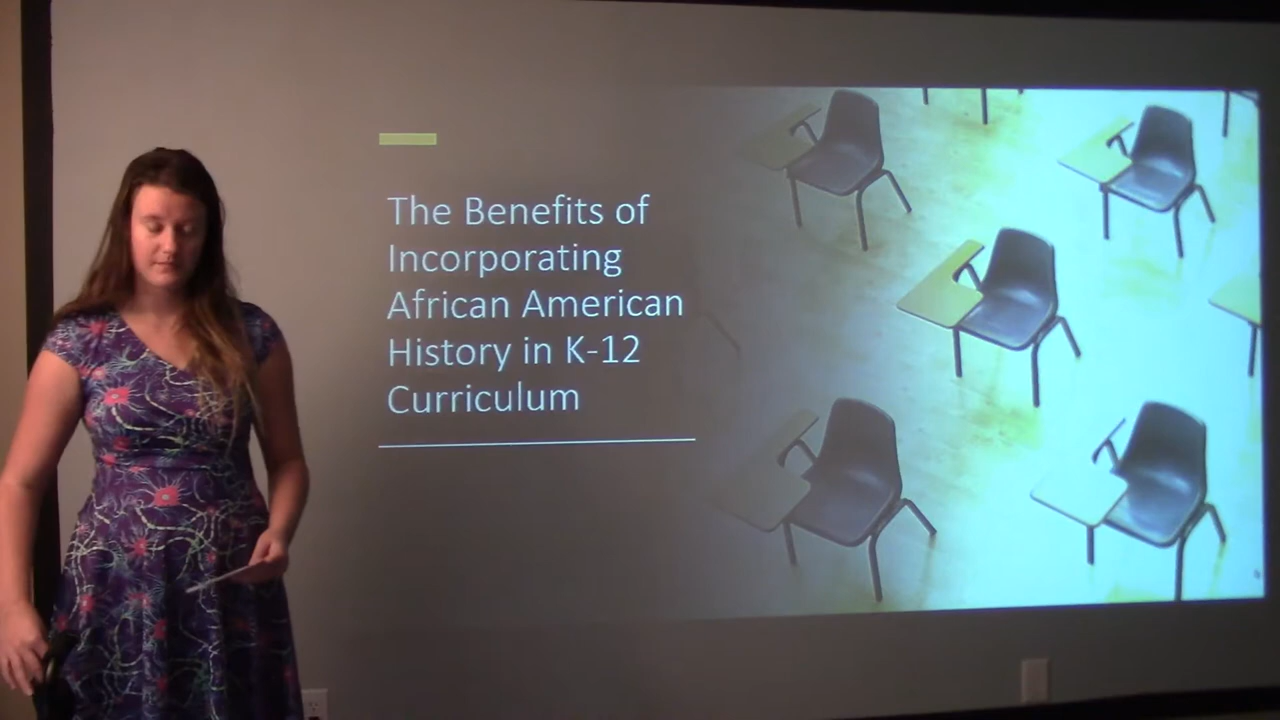 The Benefits of
Incorporating
African American
History in K-12
Curriculum